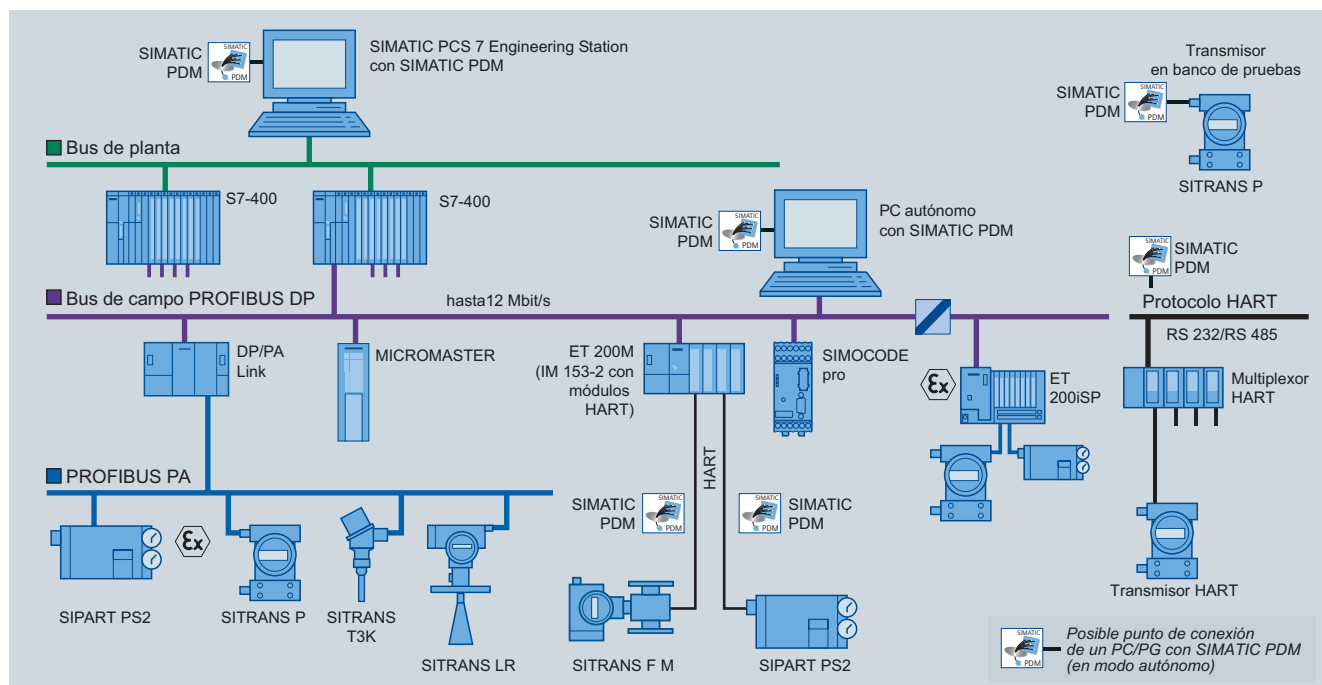 SIMATIC
PDM
SIMATIC
PDM
SIMATIC PCS 7 Engineering Station
con SIMATIC PDM
Transmisor
en banco de pruebas
SIMATIC
PDM
SIMATIC
PDM
SITRANS P
Bus de planta
S7-400
S7-400
SIMATIC
PDM
SIMATIC
PDM
PC autónomo
con SIMATIC PDM
SIMATIC
PDM
SIMATIC
PDM
Bus de campo PROFIBUS DP
hasta12 Mbit/s
Protocolo HART
RS 232/RS 485
DP/PA
Link
MICROMASTER
ET 200M
(IM 153-2 con
módulos
HART)
SIMOCODE
pro
Ex
ET
200iSP
Multiplexor
HART
HART
PROFIBUS PA
SIMATIC
PDM
SIMATIC
PDM
SIMATIC
PDM
SIMATIC
PDM
Ex
SIPART PS2
SITRANS P
SITRANS
T3K
SITRANS LR
SITRANS F M
SIPART PS2
Transmisor HART
SIMATIC
PDM
Posible punto de conexión
de un PC/PG con SIMATIC PDM
(en modo autónomo)